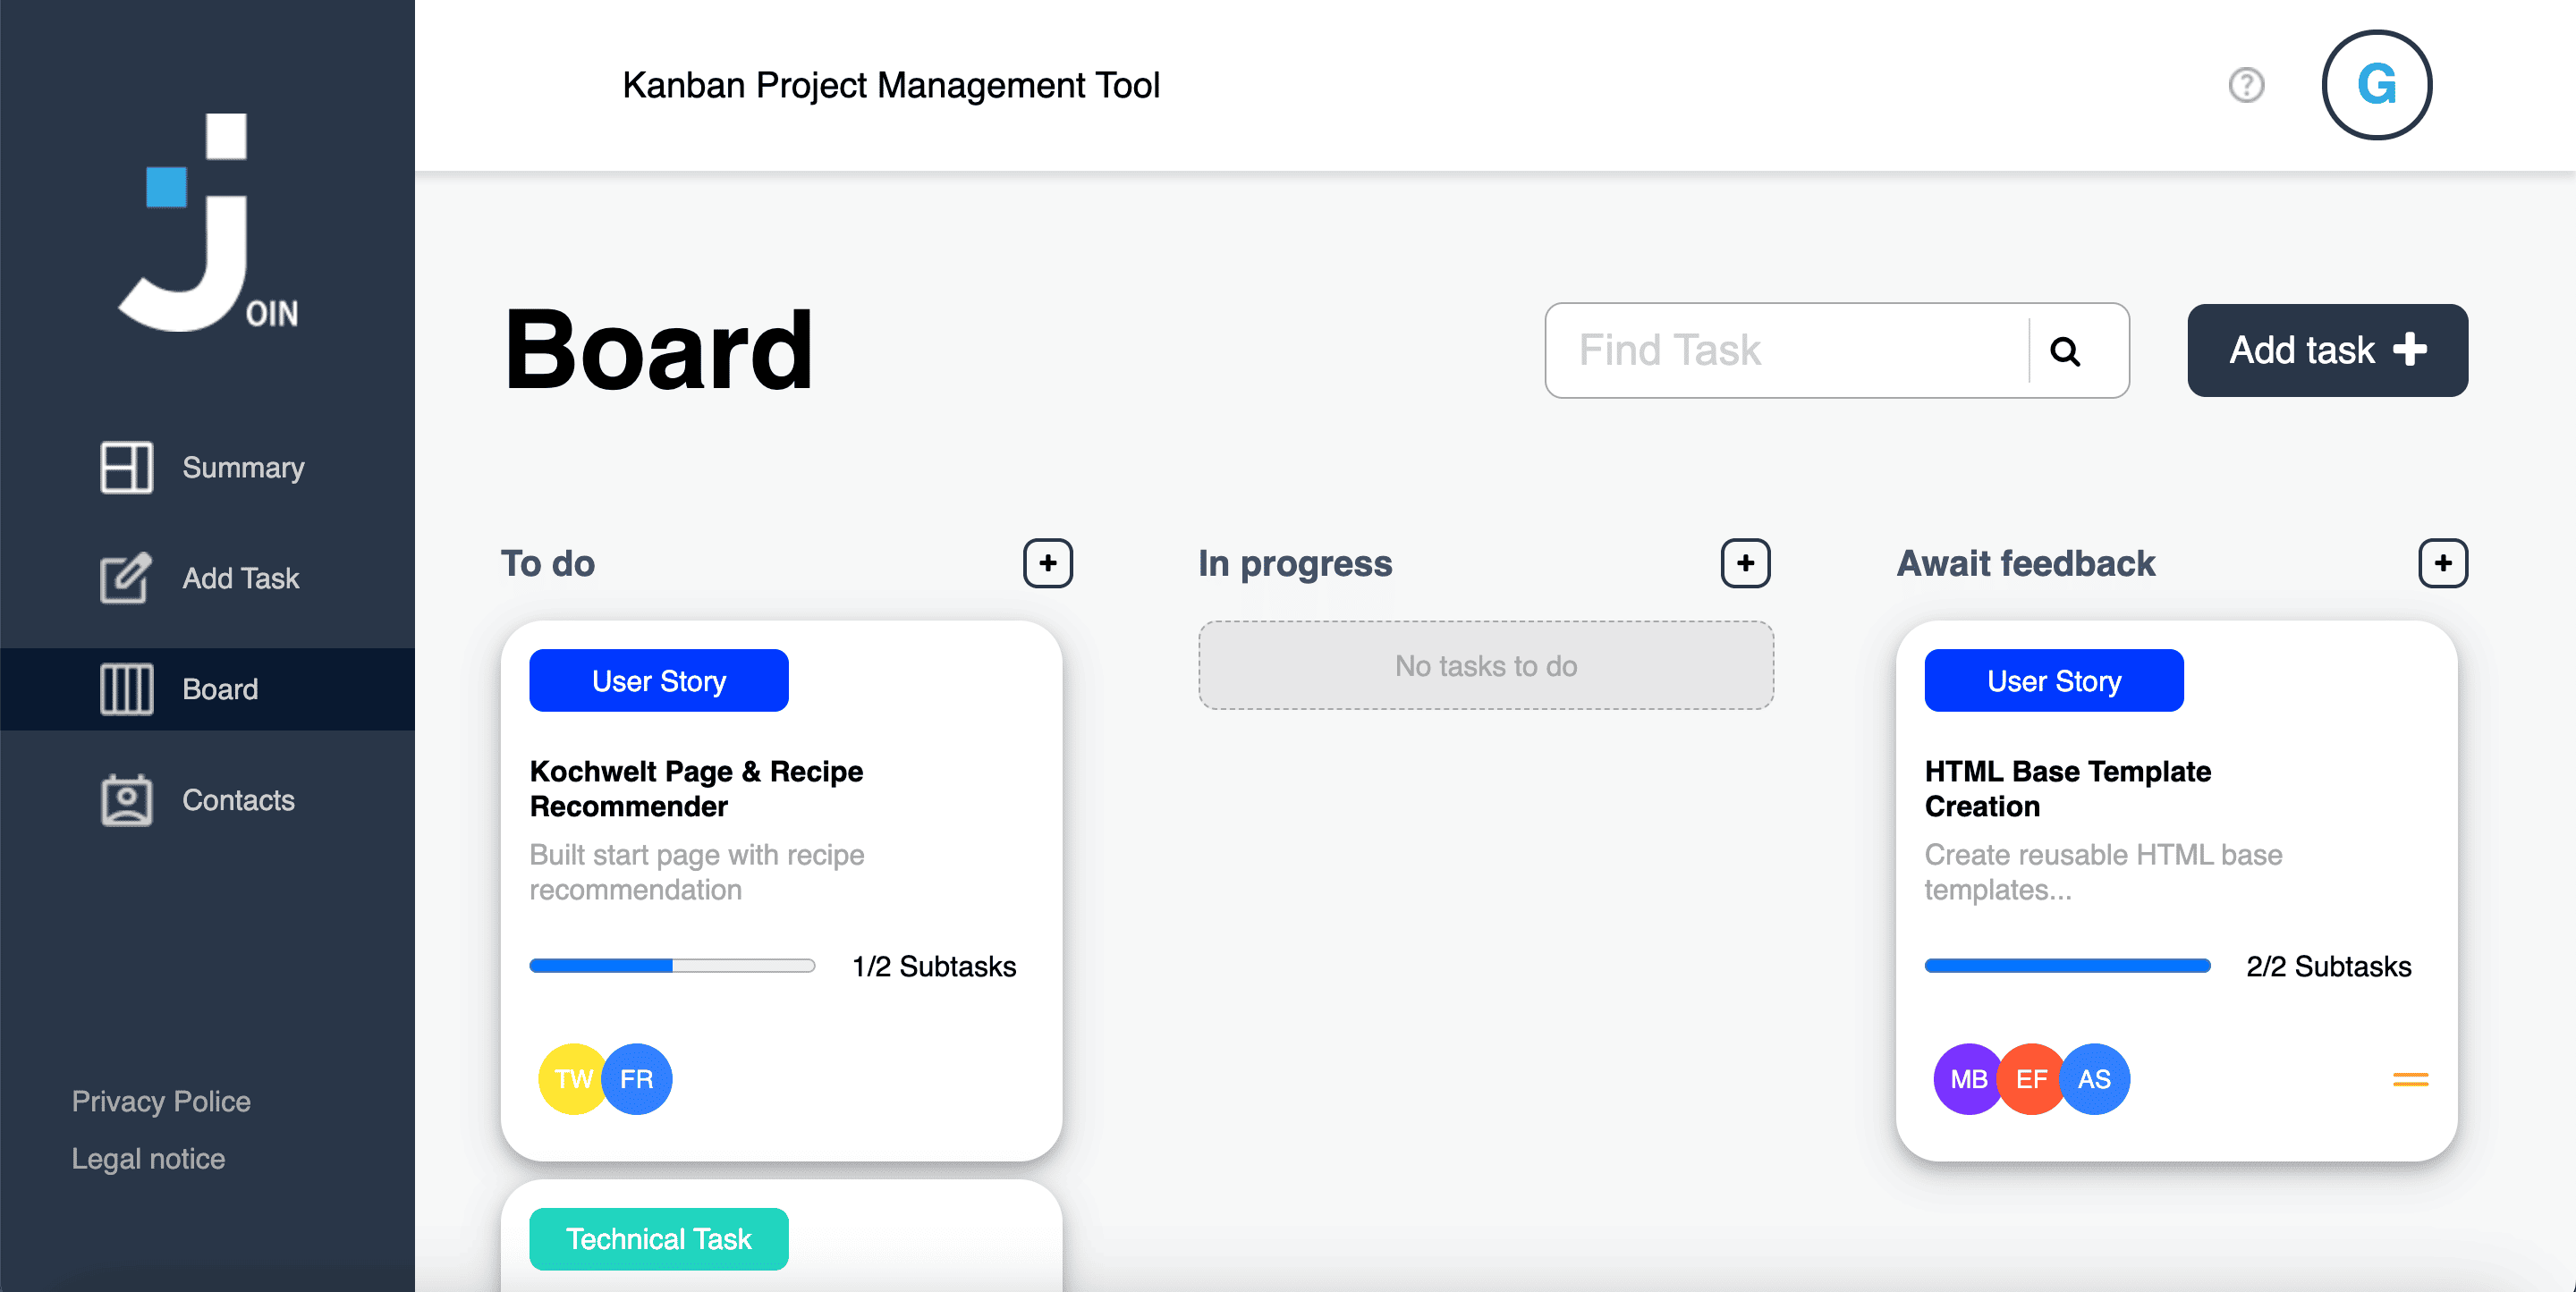 Kanban Project Management Tool
?
G
JOIN
Summary
Add Task
Board
Contacts
Privacy Police
Legal notice
Board
Find Task
Add task
To do
User Story
Kochwelt Page & Recipe
Recommender
Built start page with recipe
recommendation
1/2 Subtasks
TW FR
Technical Task
In progress
No tasks to do
Await feedback
User Story
HTML Base Template
Creation
Create reusable HTML base
templates...
2/2 Subtasks
MB EF AS